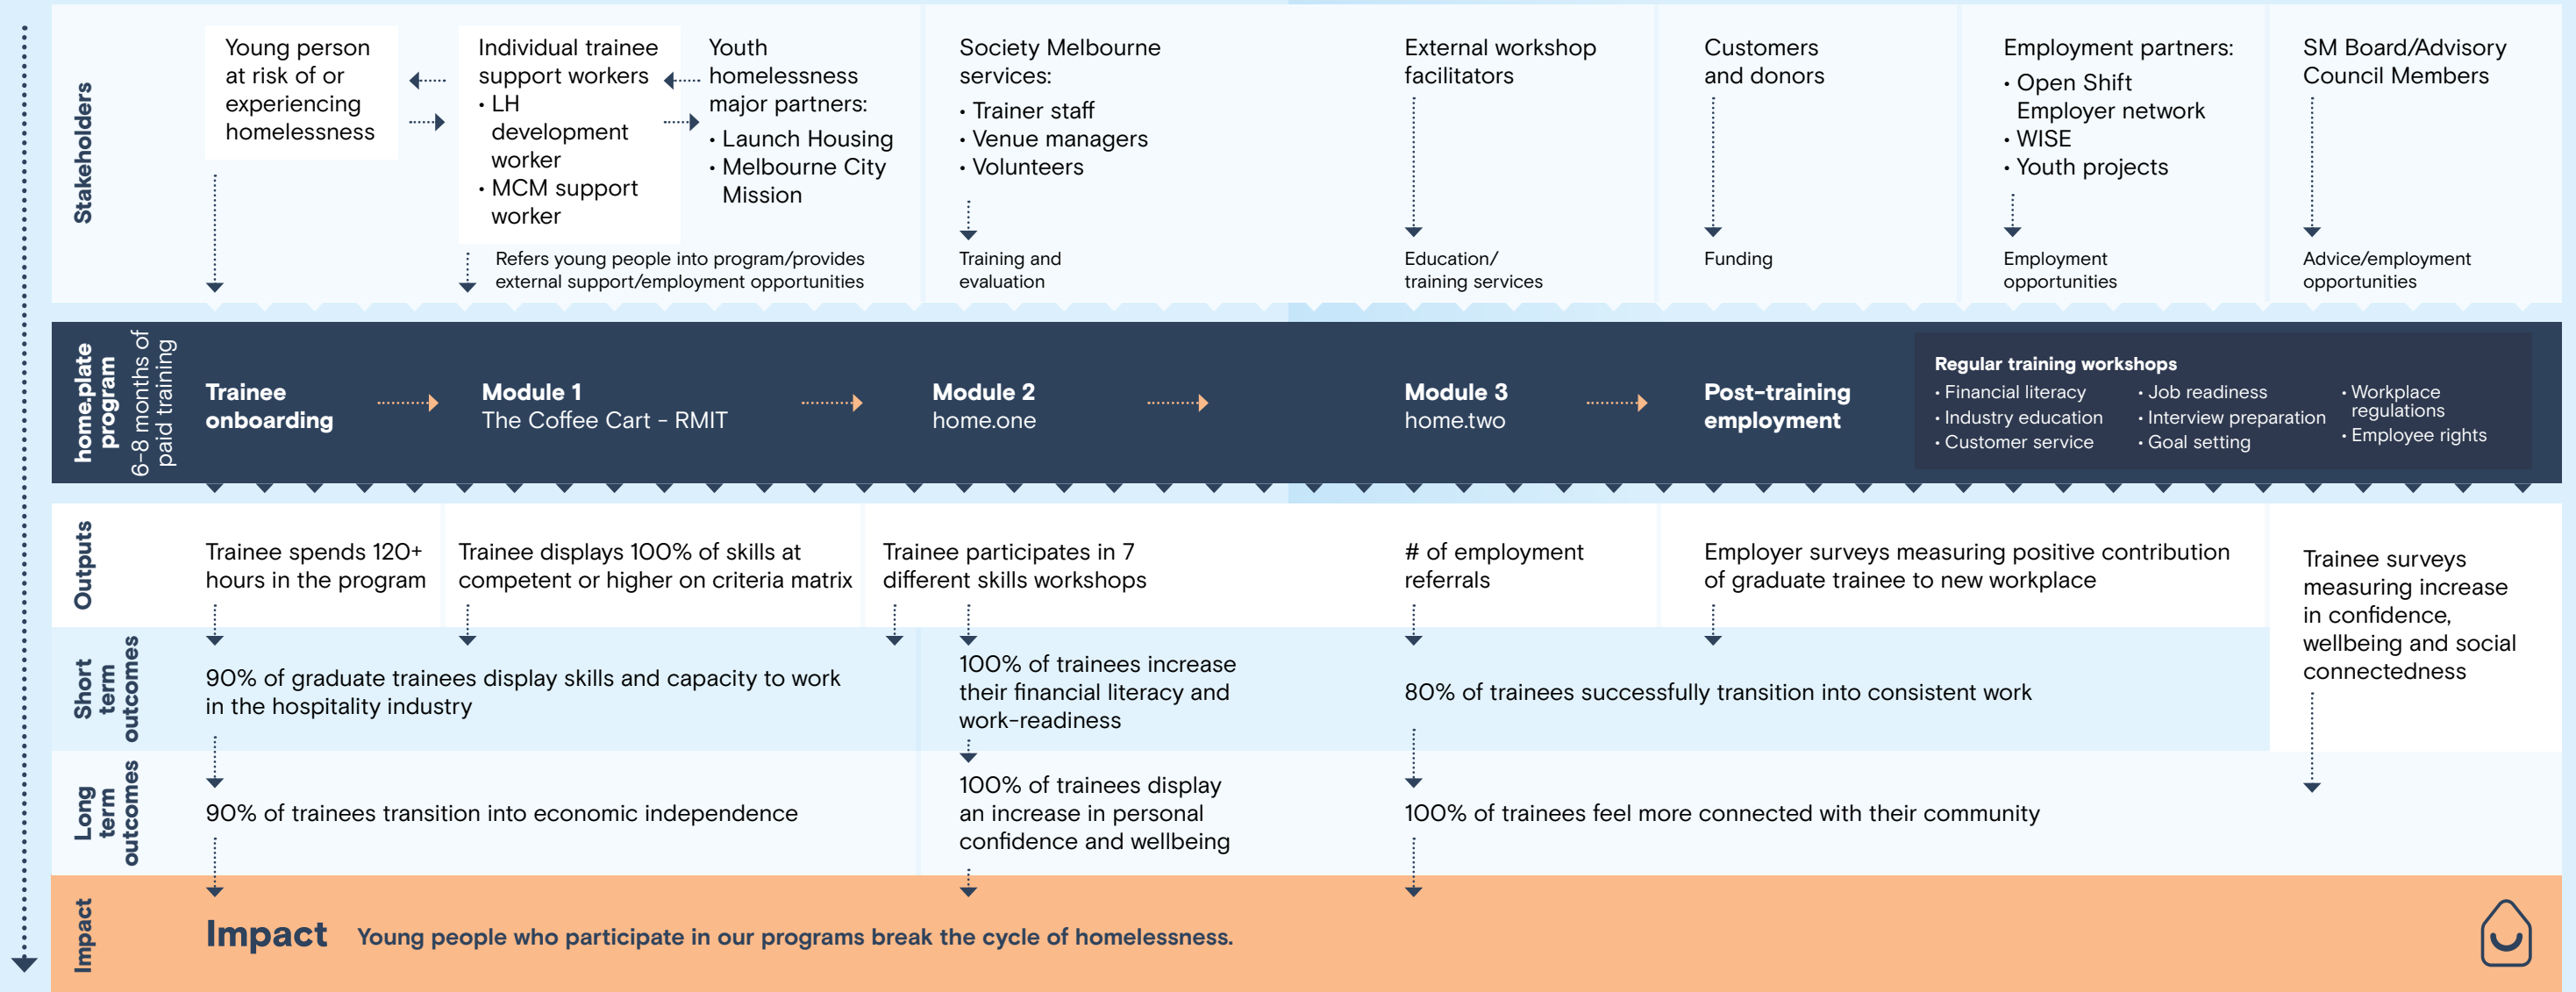 Stakeholders
Young person
at risk of or
experiencing
homelessness
Individual trainee
support workers
• LH
development
worker
• MCM support
worker
Youth
homelessness
major partners:
• Launch Housing
• Melbourne City
Mission
Refers young people into program/provides
external support/employment opportunities
Society Melbourne
services:
• Trainer staff
• Venue managers
• Volunteers
Training and
evaluation
External workshop
facilitators
Education/
training services
Customers
and donors
Funding
Employment partners:
• Open Shift
Employer network
• WISE
• Youth projects
Employment
opportunities
SM Board/Advisory
Council Members
Advice/employment
opportunities
home.plate
program
6-8 months of
paid training
Trainee
onboarding
Module 1
The Coffee Cart - RMIT
Module 2
home.one
Module 3
home.two
Post-training
employment
Regular training workshops
• Financial literacy
• Industry education
• Customer service
• Job readiness
• Interview preparation
• Goal setting
• Workplace
regulations
• Employee rights
Outputs
Trainee spends 120+
hours in the program
Trainee displays 100% of skills at
competent or higher on criteria matrix
Trainee participates in 7
different skills workshops
# of employment
referrals
Employer surveys measuring positive contribution
of graduate trainee to new workplace
Trainee surveys
measuring increase
in confidence,
wellbeing and social
connectedness
Short
term
outcomes
90% of graduate trainees display skills and capacity to work
in the hospitality industry
100% of trainees increase
their financial literacy and
work-readiness
80% of trainees successfully transition into consistent work
Long
term
outcomes
90% of trainees transition into economic independence
100% of trainees display
an increase in personal
confidence and wellbeing
100% of trainees feel more connected with their community
Impact
Impact Young people who participate in our programs break the cycle of homelessness.